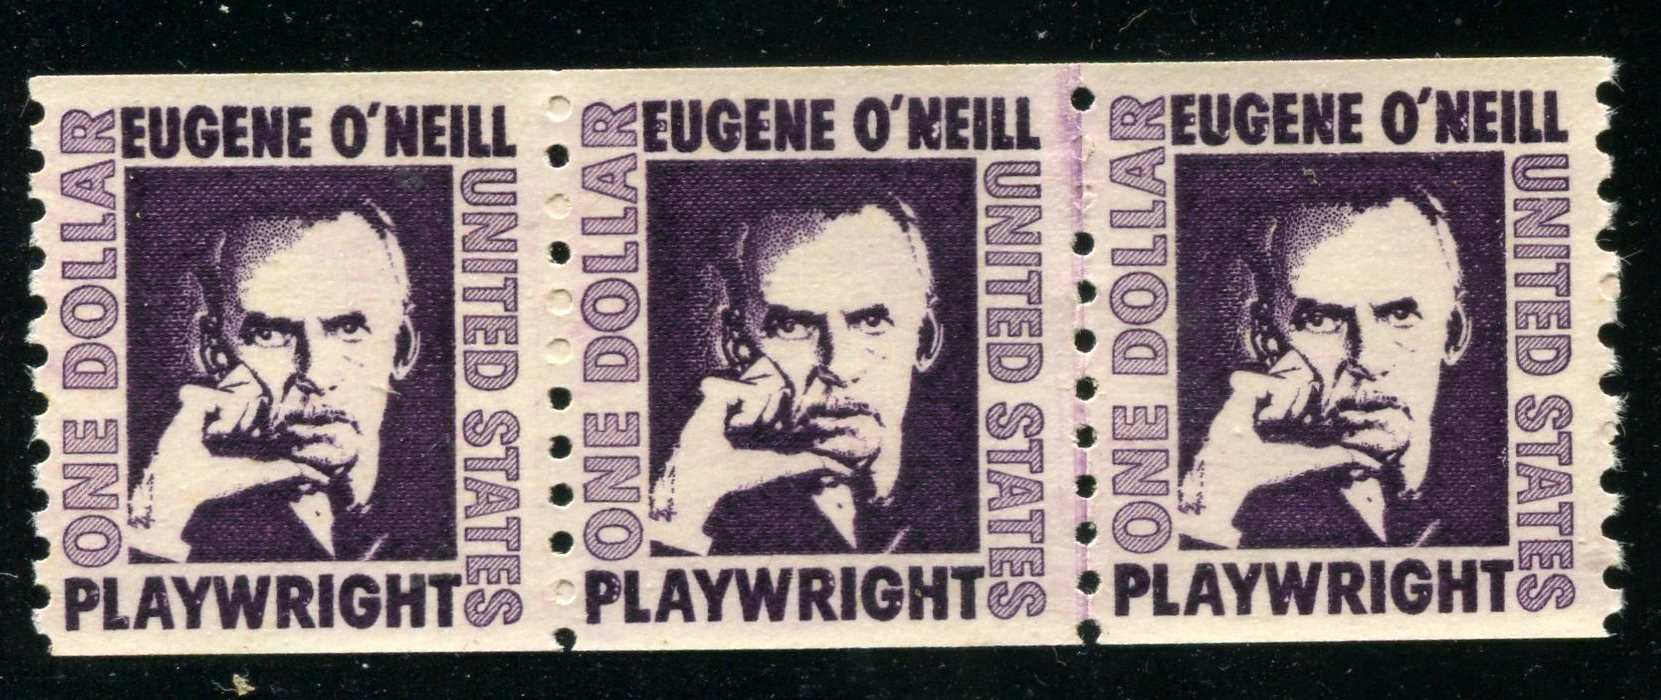 EUGENE O'NEILL
ONE DOLLAR
UNITED STATES
PLAYWRIGHT
EUGENE O'NEILL
ONE DOLLAR
UNITED STATES
PLAYWRIGHT
EUGENE O'NEILL
ONE DOLLAR
UNITED STATES
PLAYWRIGHT